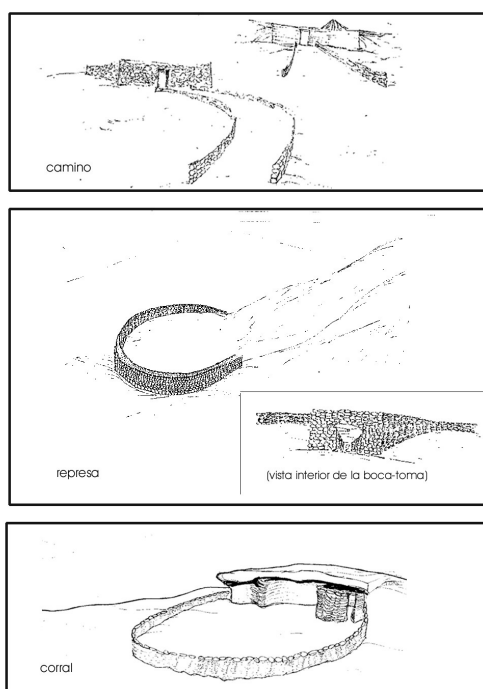 camino
represa
(vista interior de la boca-toma)
corral